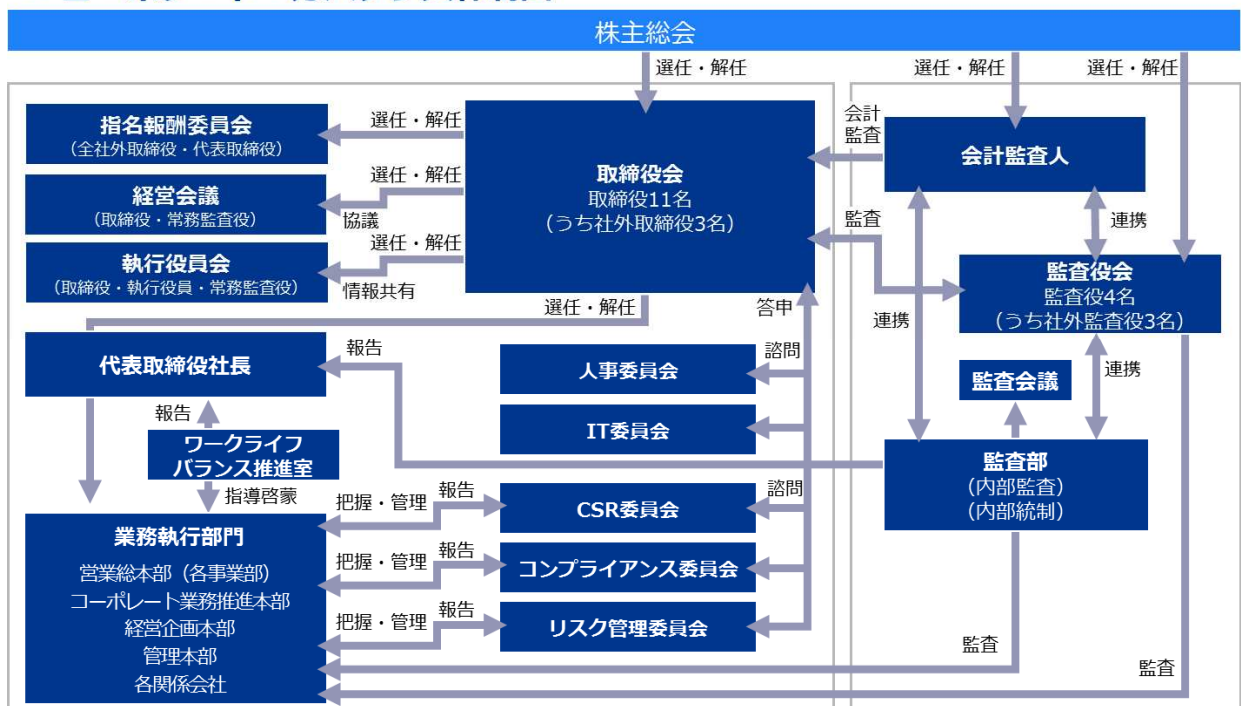 株主総会
選任・解任
選任・解任
選任・解任
指名報酬委員会
（全社外取締役・代表取締役）
選任・解任
経営会議
（取締役・常務監査役）
選任・解任
協議
執行役員会
（取締役・執行役員・常務監査役）
選任・解任
情報共有
取締役会
取締役11名
（うち社外取締役3名）
会計
監査
会計監査人
監査
連携
監査役会
監査役4名
（うち社外監査役3名）
選任・解任
答申
連携
代表取締役社長
報告
人事委員会
諮問
監査会議
連携
報告
IT委員会
ワークライフ
バランス推進室
監査部
（内部監査）
（内部統制）
指導啓蒙
把握・管理
報告
CSR委員会
諮問
業務執行部門
営業総本部（各事業部）
コーポレート業務推進本部
経営企画本部
管理本部
各関係会社
把握・管理
報告
コンプライアンス委員会
把握・管理
報告
リスク管理委員会
監査
監査